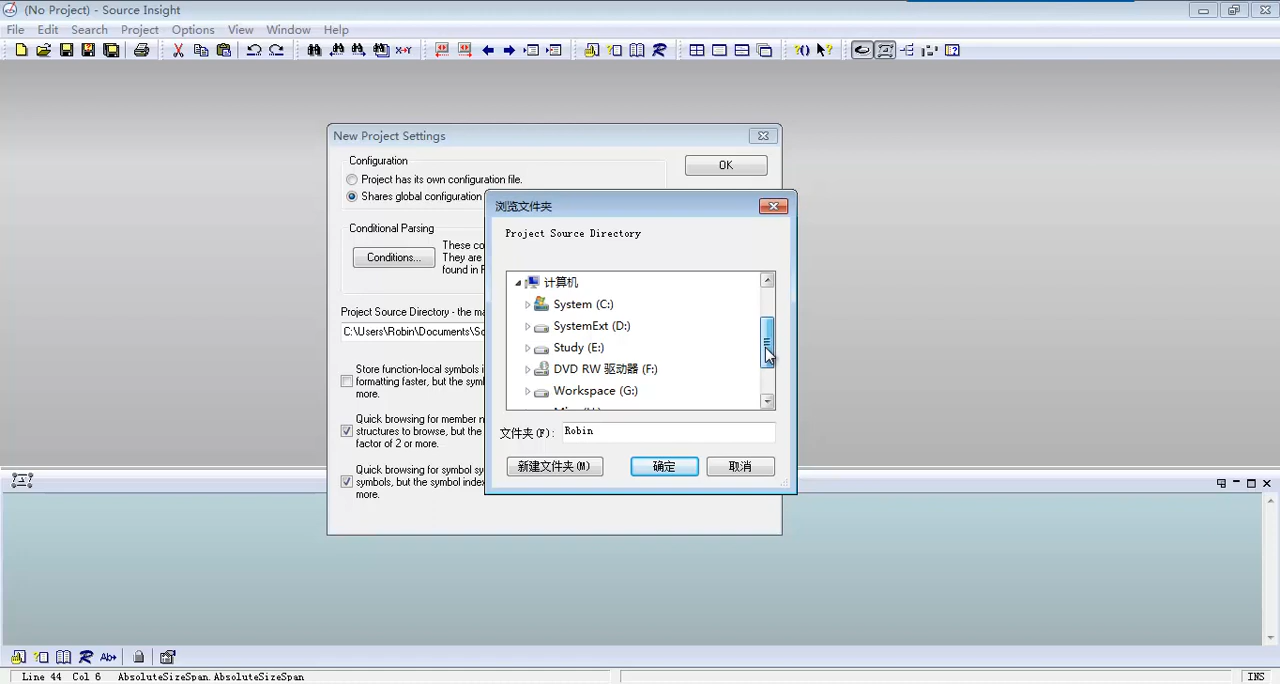 (No Project) - Source Insight
File Edit Search Project Options View Window Help
New Project Settings
Configuration
Project has its own configuration file.
Shares global configuration
OK
Conditional Parsing
Conditions...
These co
They are
found in F
Project Source Directory - the ma
C:\Users\Robin\Documents\So
Store function-local symbols i
formatting faster, but the symb
more.
Quick browsing for member n
structures to browse, but the
factor of 2 or more.
Quick browsing for symbol sy
symbols, but the symbol index
more.
浏览文件夹
Project Source Directory
计算机
System (C:)
SystemExt (D:)
Study (E:)
DVD RW 驱动器 (F:)
Workspace (G:)
文件夹(F): Robin
新建文件夹(M) 确定 取消
Line 44 Col 6 AbsoluteSizeSpan.AbsoluteSizeSpan INS